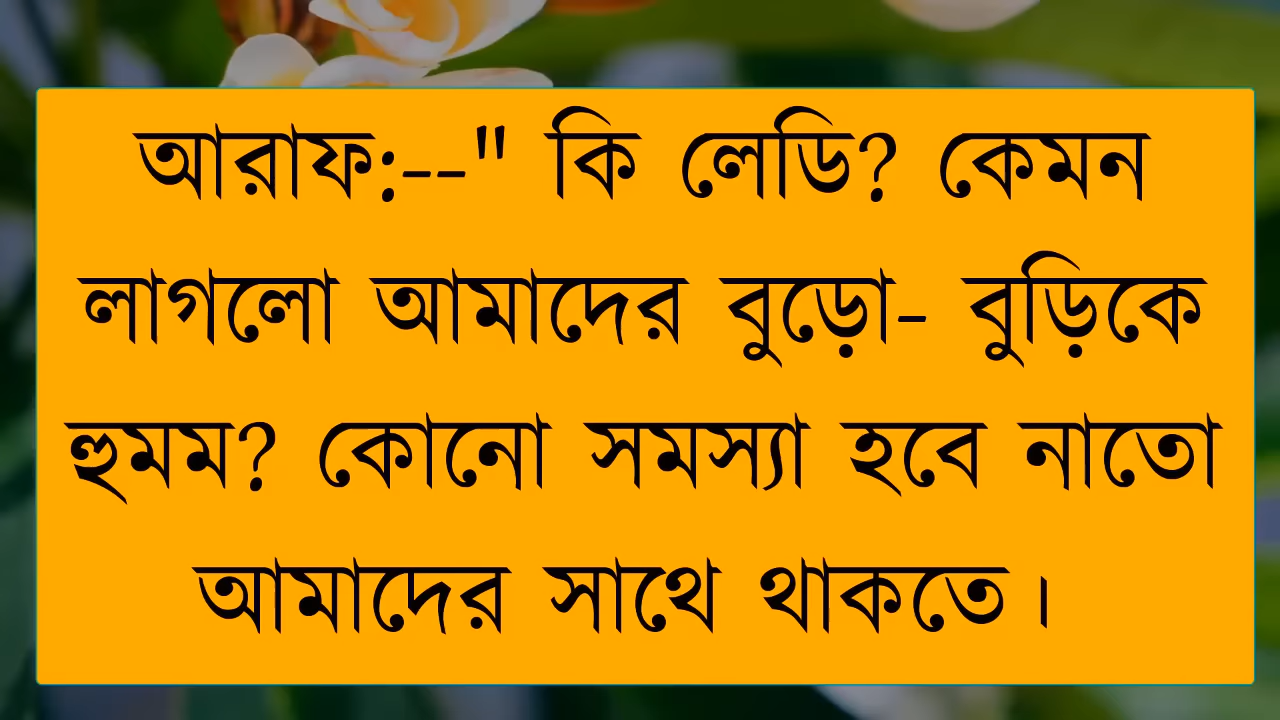 আরাফ:--" কি লেডি? কেমন
লাগলো আমাদের বুড়ো- বুড়িকে
হুমম? কোনো সমস্যা হবে নাতো
আমাদের সাথে থাকতে।